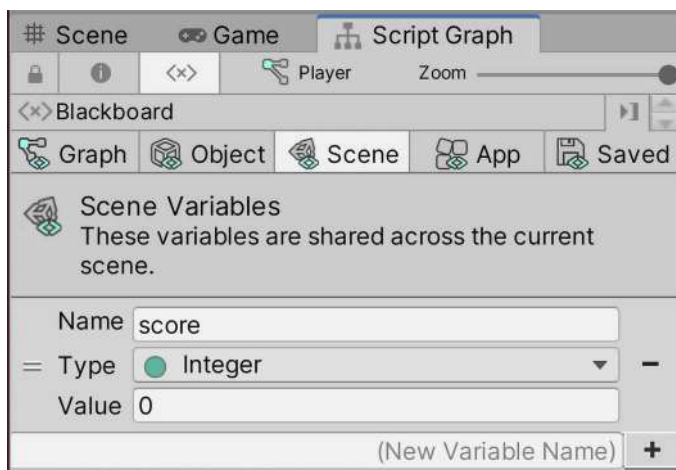 Scene Game Script Graph
<×> Player Zoom
<×> Blackboard
Graph Object Scene App Saved
Scene Variables
These variables are shared across the current
scene.
Name score
= Type Integer
Value 0
(New Variable Name) +